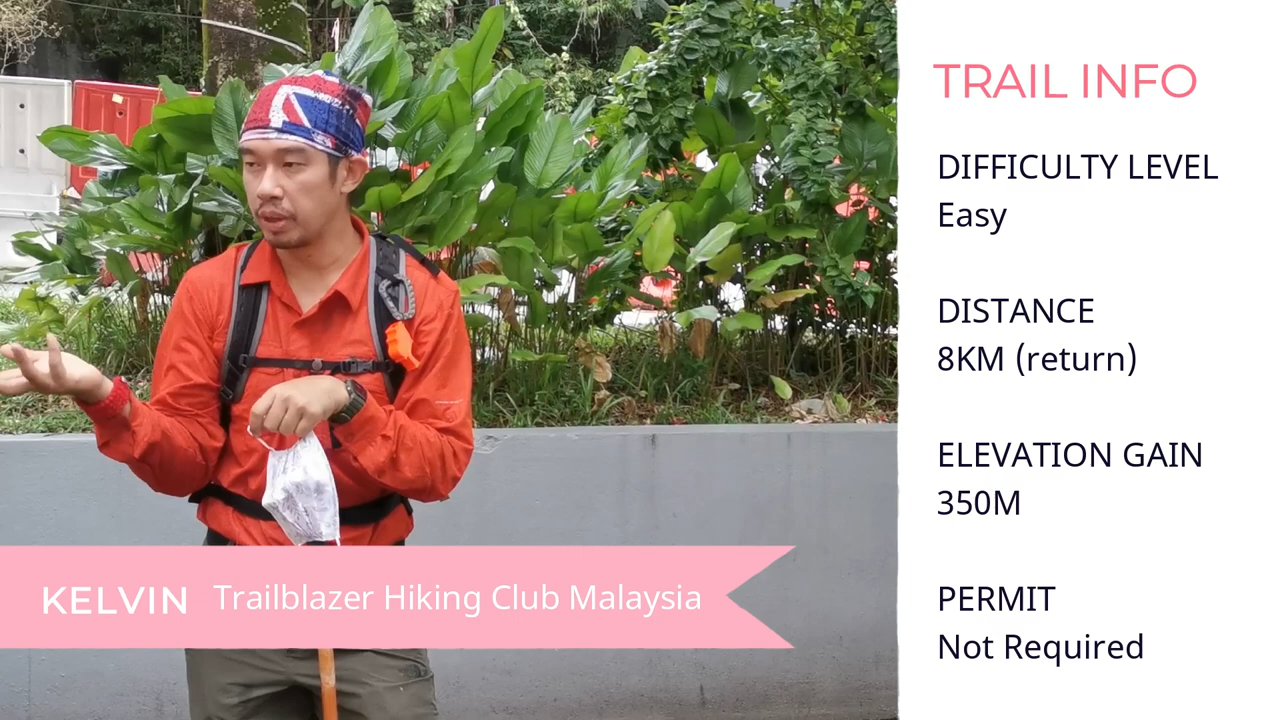 TRAIL INFO
DIFFICULTY LEVEL
Easy
DISTANCE
8KM (return)
ELEVATION GAIN
350M
PERMIT
Not Required
KELVIN Trailblazer Hiking Club Malaysia